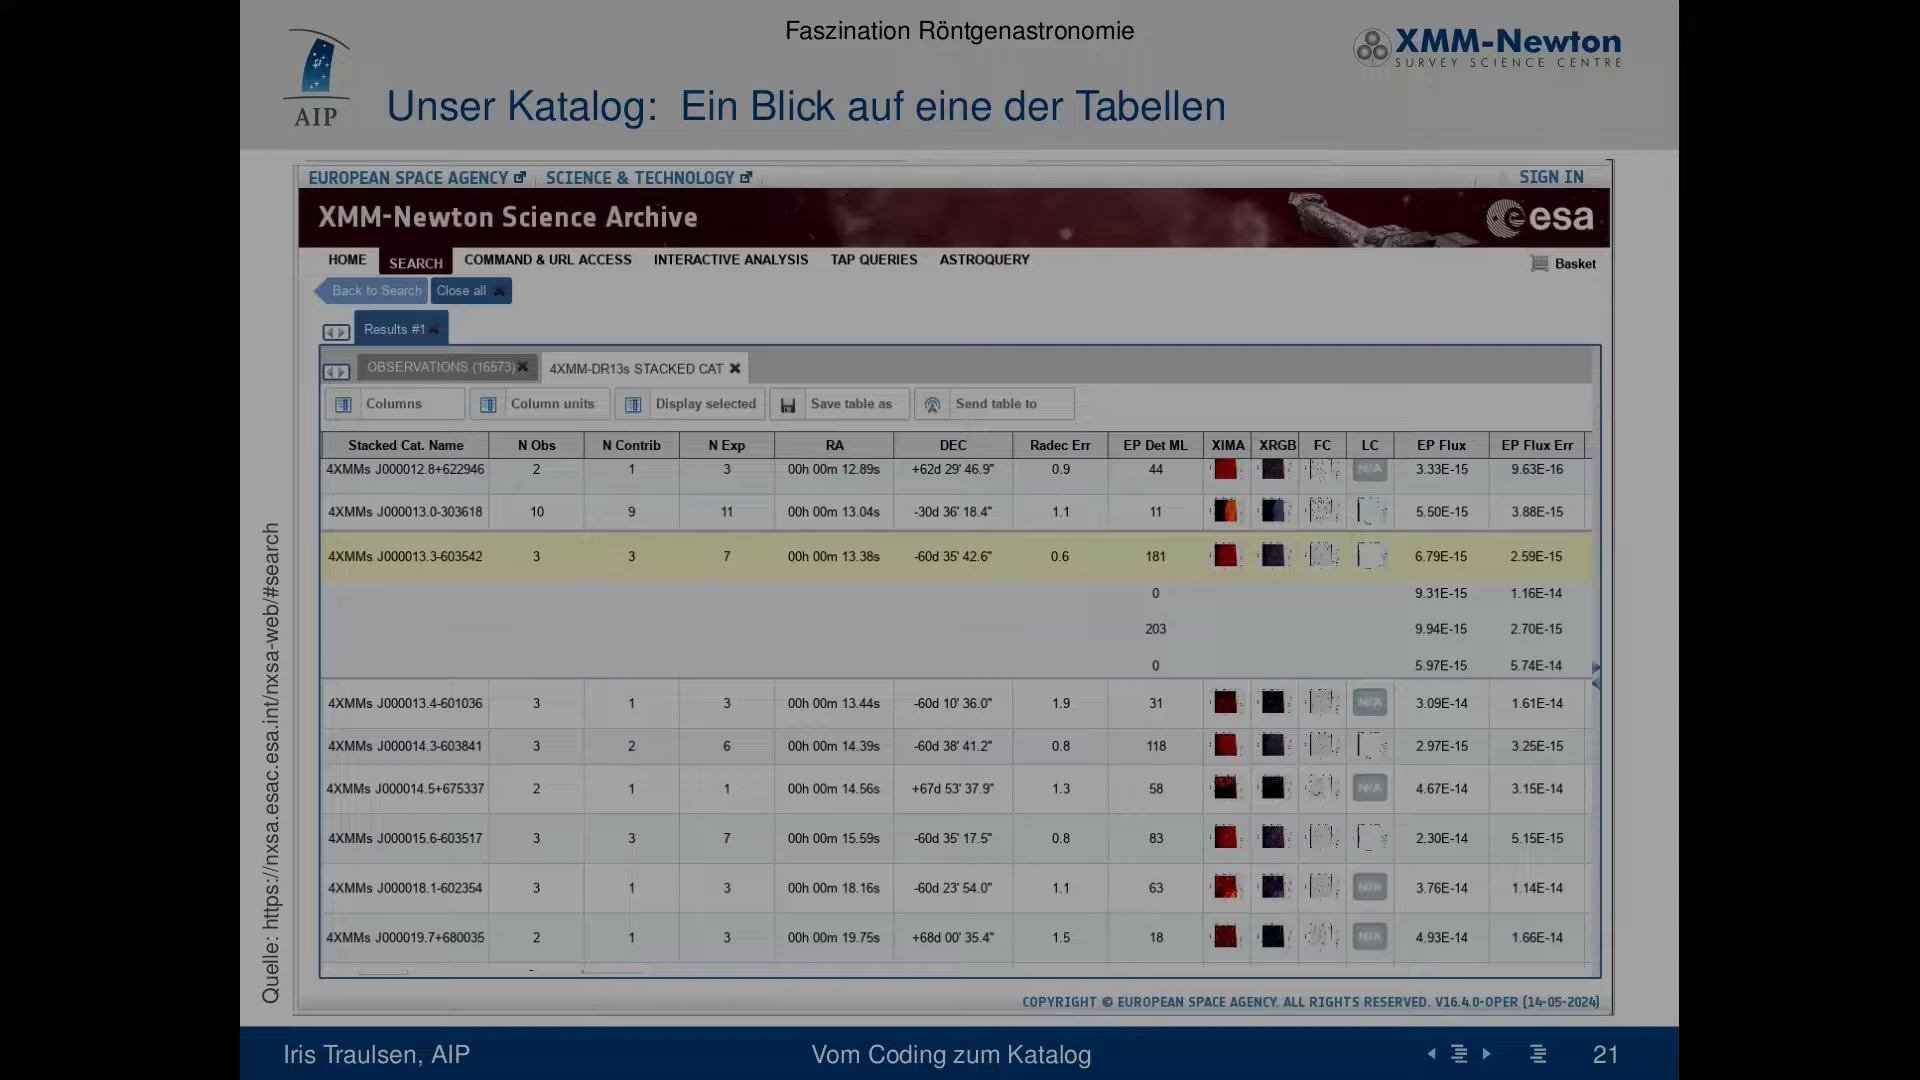 Faszination Röntgenastronomie
XMM-Newton
SURVEY SCIENCE CENTRE
AIP
Unser Katalog: Ein Blick auf eine der Tabellen
EUROPEAN SPACE AGENCY SCIENCE & TECHNOLOGY SIGN IN
XMM-Newton Science Archive esa
HOME SEARCH COMMAND & URL ACCESS INTERACTIVE ANALYSIS TAP QUERIES ASTROQUERY Basket
Back to Search Close all
Results #1
OBSERVATIONS (16573) 4XMM-DR13s STACKED CAT
Columns Column units Display selected Save table as Send table to
Stacked Cat. Name N Obs N Contrib N Exp RA DEC Radec Err EP Det ML XIMA XRGB FC LC EP Flux EP Flux Err
4XMMs J000012.8+622946 2 1 3 00h 00m 12.89s +62d 29' 46.9" 0.9 44 N/A 3.33E-15 9.63E-16
4XMMs J000013.0-303618 10 9 11 00h 00m 13.04s -30d 36' 18.4" 1.1 11 5.50E-15 3.88E-15
4XMMs J000013.3-603542 3 3 7 00h 00m 13.38s -60d 35' 42.6" 0.6 181 6.79E-15 2.59E-15
0 9.31E-15 1.16E-14
203 9.94E-15 2.70E-15
0 5.97E-15 5.74E-14
4XMMs J000013.4-601036 3 1 3 00h 00m 13.44s -60d 10' 36.0" 1.9 31 N/A 3.09E-14 1.61E-14
4XMMs J000014.3-603841 3 2 6 00h 00m 14.39s -60d 38' 41.2" 0.8 118 2.97E-15 3.25E-15
4XMMs J000014.5+675337 2 1 1 00h 00m 14.56s +67d 53' 37.9" 1.3 58 N/A 4.67E-14 3.15E-14
4XMMs J000015.6-603517 3 3 7 00h 00m 15.59s -60d 35' 17.5" 0.8 83 2.30E-14 5.15E-15
4XMMs J000018.1-602354 3 1 3 00h 00m 18.16s -60d 23' 54.0" 1.1 63 N/A 3.76E-14 1.14E-14
4XMMs J000019.7+680035 2 1 3 00h 00m 19.75s +68d 00' 35.4" 1.5 18 N/A 4.93E-14 1.66E-14
COPYRIGHT © EUROPEAN SPACE AGENCY. ALL RIGHTS RESERVED. V16.4.0-OPER (14-05-2024)
Quelle: https://nxsa.esac.esa.int/nxsa-web/#search
Iris Traulsen, AIP Vom Coding zum Katalog 21